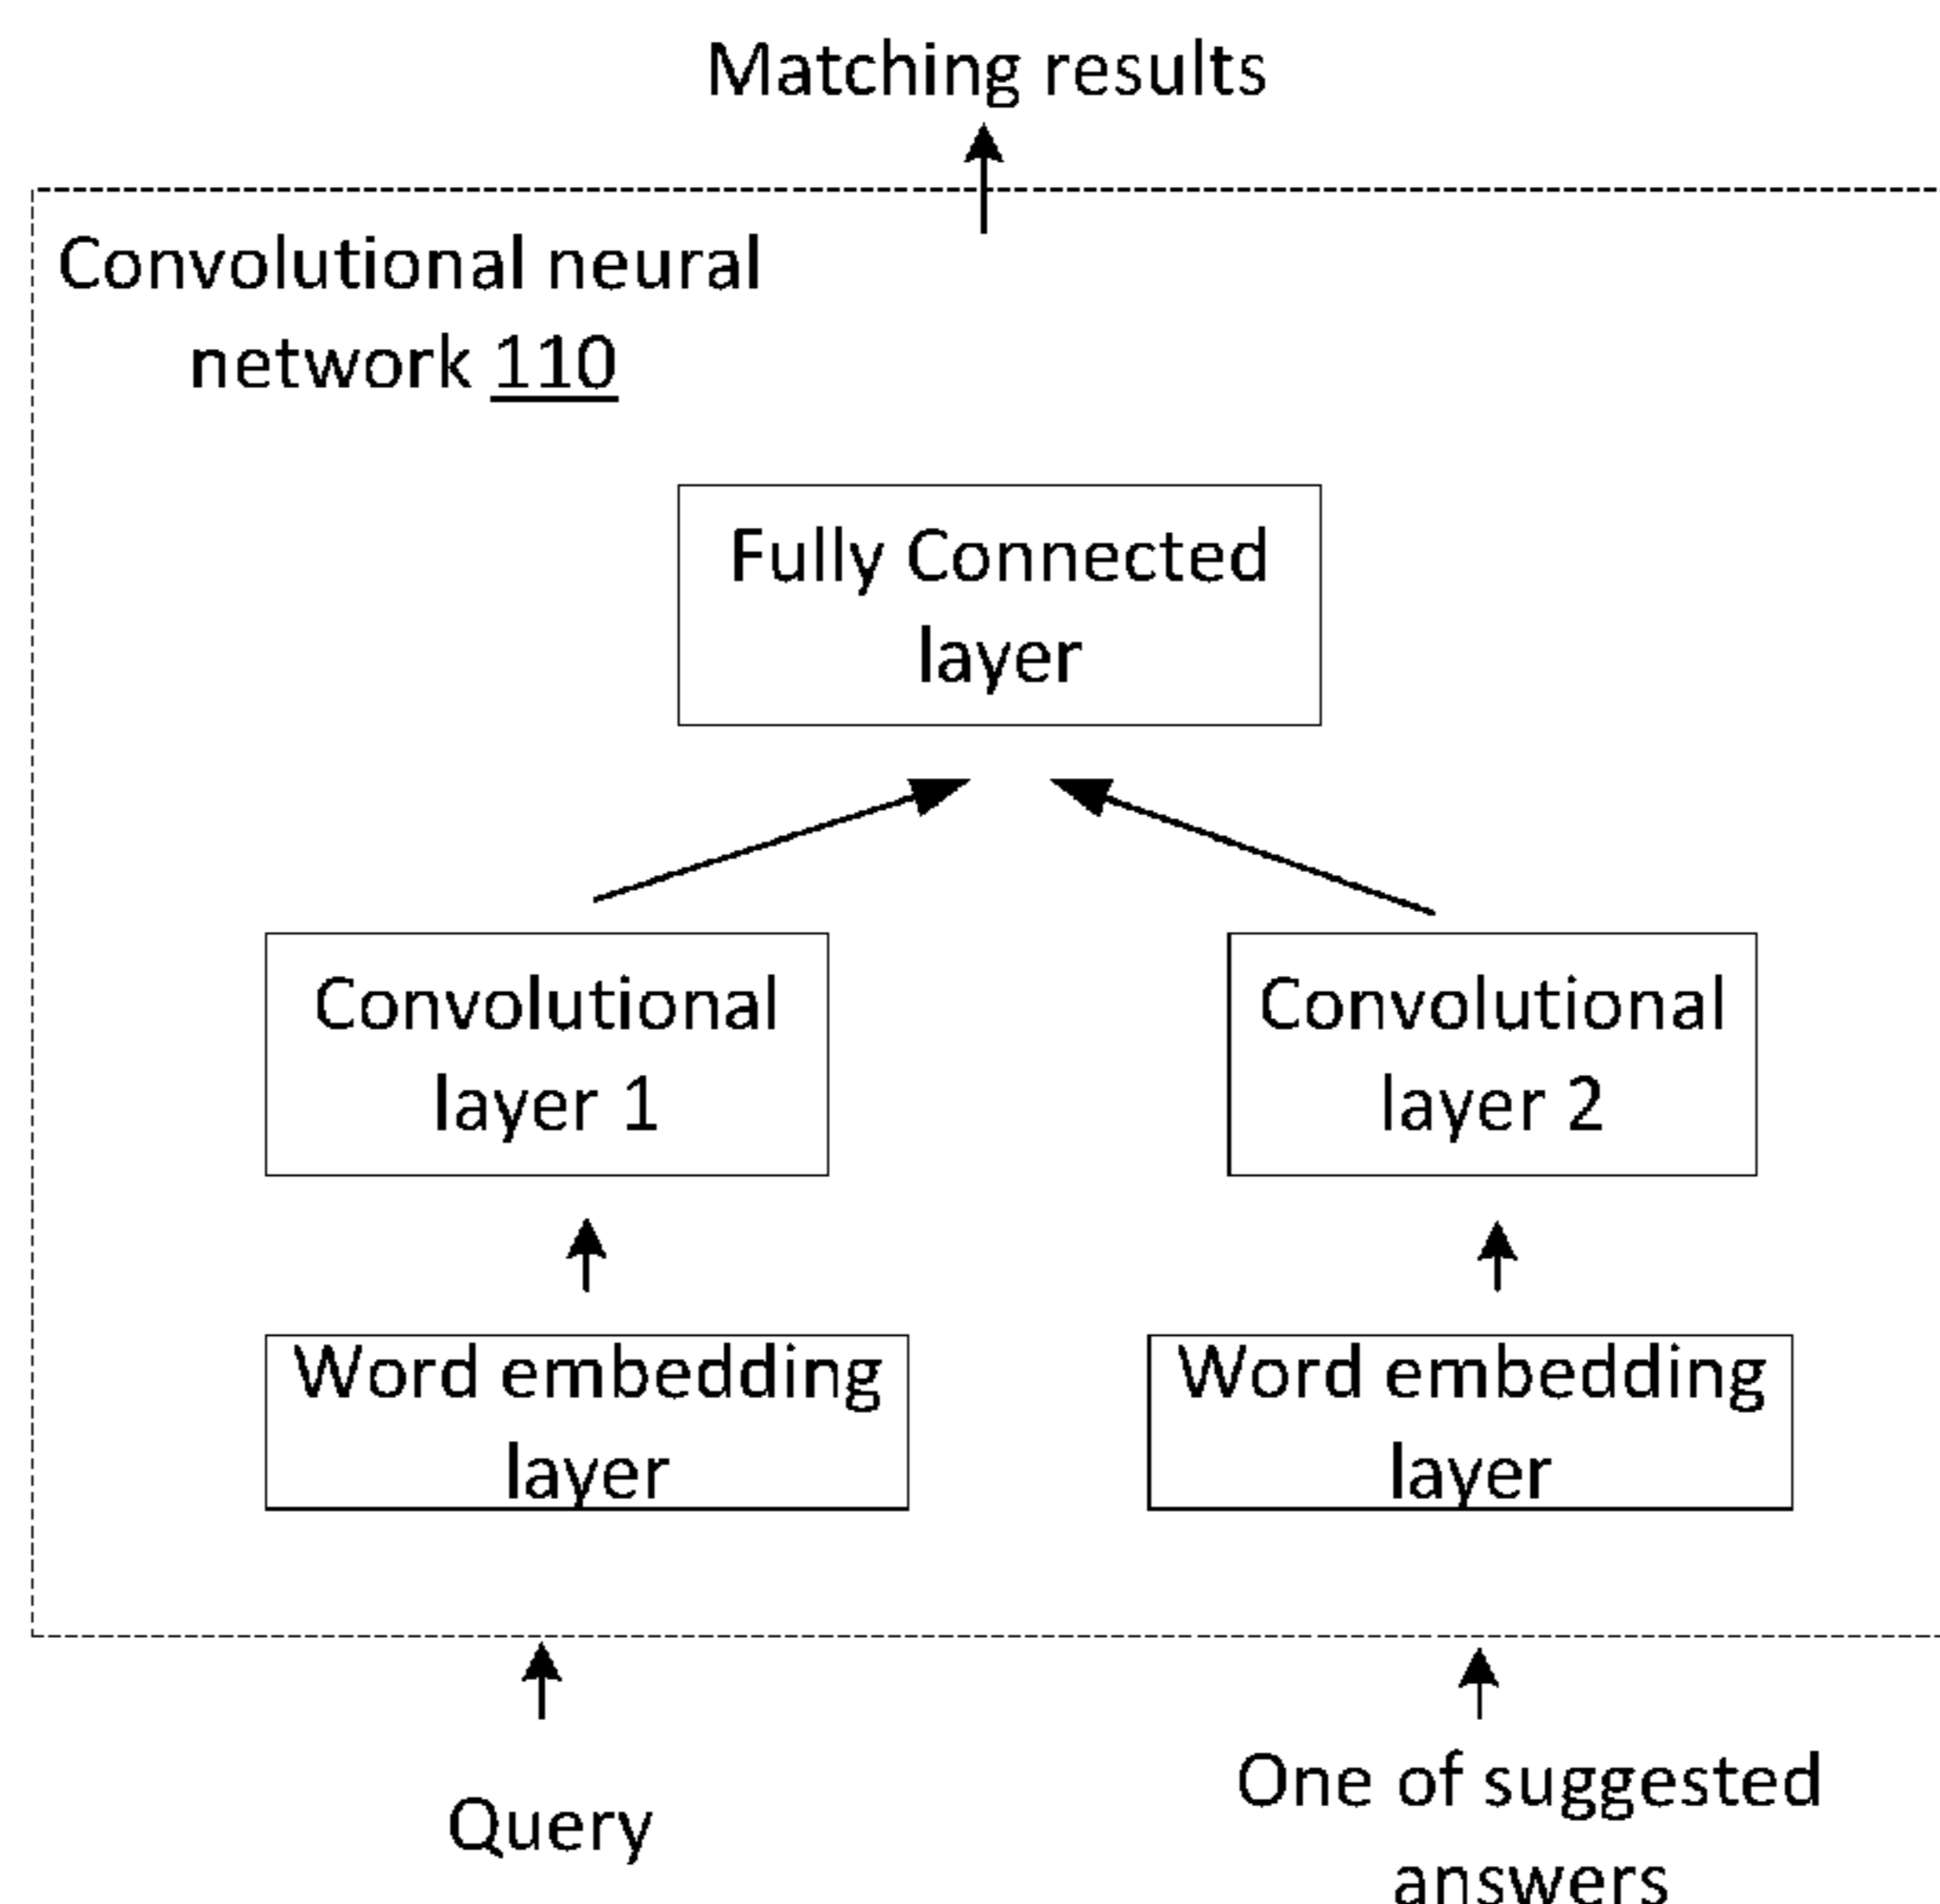 Matching results
Convolutional neural
network 110
Fully Connected
layer
Convolutional
layer 1
Convolutional
layer 2
Word embedding
layer
Word embedding
layer
Query
One of suggested
answers